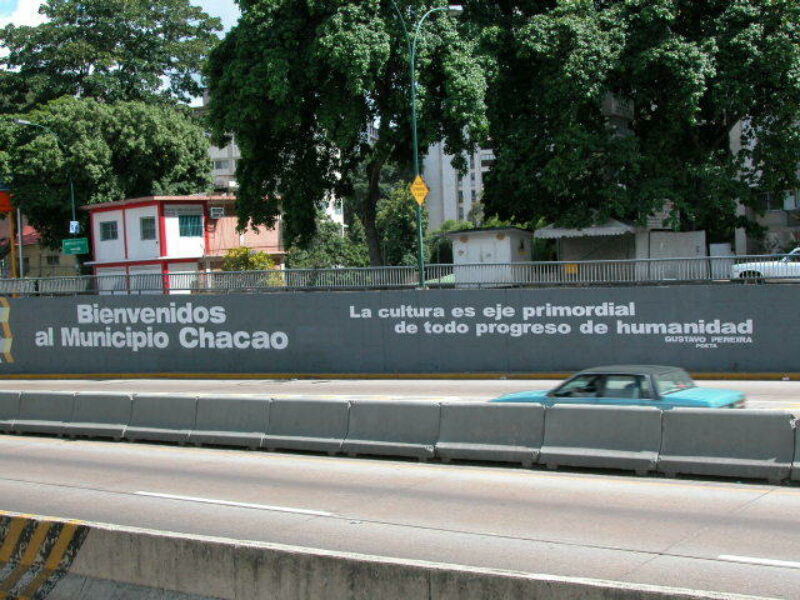 Bienvenidos
al Municipio Chacao
La cultura es eje primordial
de todo progreso de humanidad
GUSTAVO PEREIRA
POETA